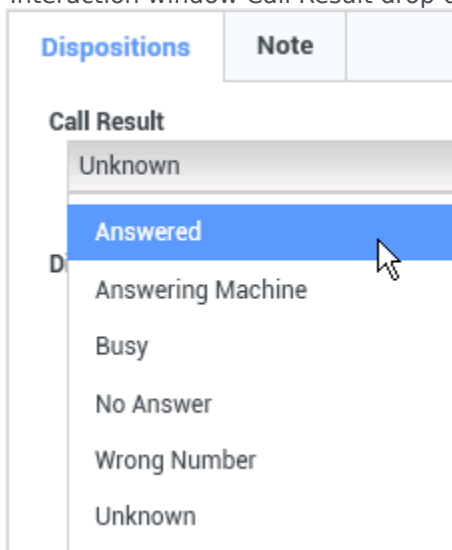 Interaction window Call Result drop d
Dispositions Note
Call Result
Unknown
Answered
Di
Answering Machine
Busy
No Answer
Wrong Number
Unknown